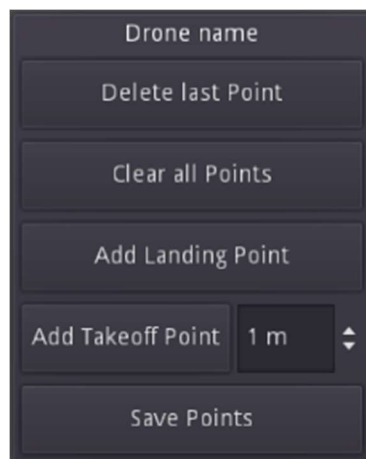 Drone name
Delete last Point
Clear all Points
Add Landing Point
Add Takeoff Point 1 m
Save Points